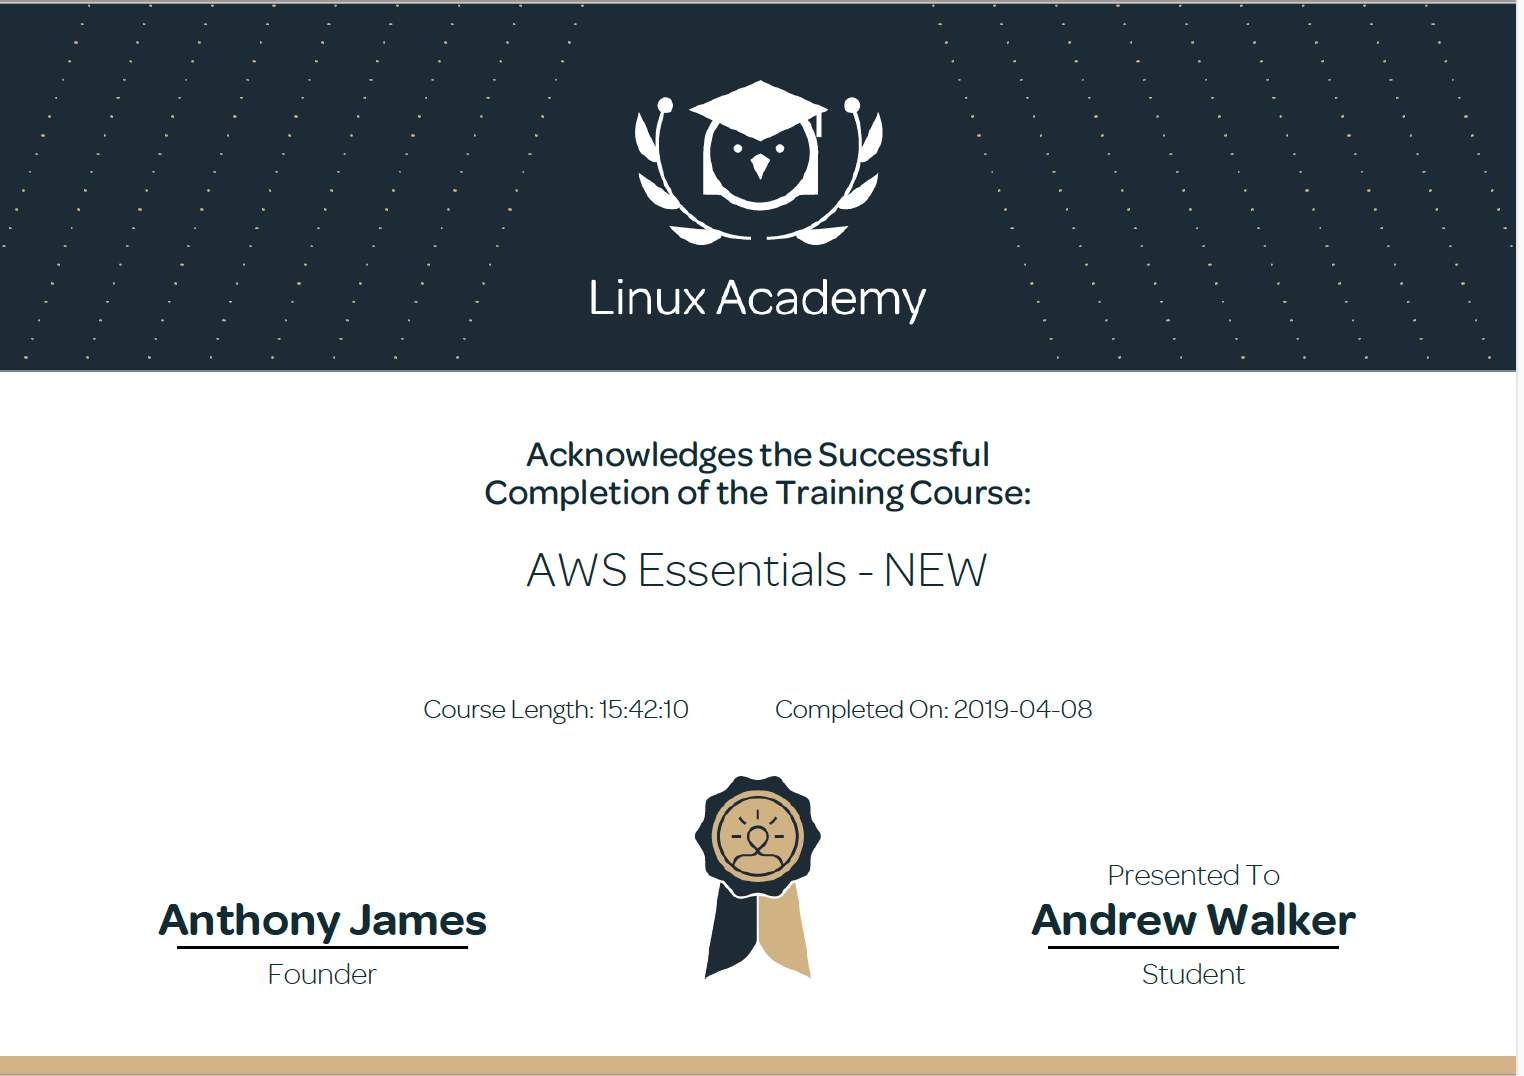 Linux Academy
Acknowledges the Successful
Completion of the Training Course:
AWS Essentials - NEW
Course Length: 15:42:10
Completed On: 2019-04-08
Anthony James
Founder
Presented To
Andrew Walker
Student